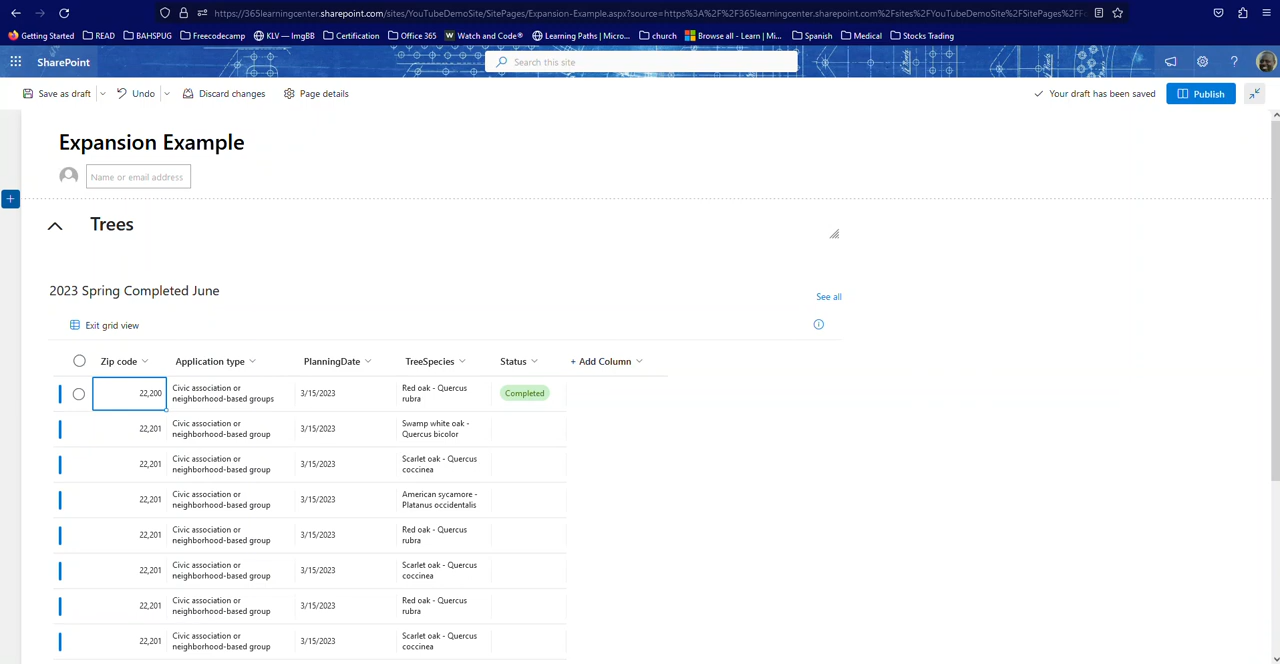 https://365learningcenter.sharepoint.com/sites/YouTubeDemoSite/SitePages/Expansion-Example.aspx?source=https%3A%2F%2F365learningcenter.sharepoint.com%2Fsites%2FYouTubeDemoSite%2FSitePages%2FFo
Getting Started READ BAHSPUG Freecodecamp KLV — ImgBB Certification Office 365 Watch and Code® Learning Paths | Micro... church Browse all - Learn | Mi... Spanish Medical Stocks Trading
SharePoint Search this site
Save as draft Undo Discard changes Page details Your draft has been saved Publish
Expansion Example
Name or email address
Trees
2023 Spring Completed June
See all
Exit grid view
Zip code Application type PlanningDate TreeSpecies Status + Add Column
22,200 Civic association or neighborhood-based groups 3/15/2023 Red oak - Quercus rubra Completed
22,201 Civic association or neighborhood-based group 3/15/2023 Swamp white oak - Quercus bicolor
22,201 Civic association or neighborhood-based group 3/15/2023 Scarlet oak - Quercus coccinea
22,201 Civic association or neighborhood-based group 3/15/2023 American sycamore - Platanus occidentalis
22,201 Civic association or neighborhood-based group 3/15/2023 Red oak - Quercus rubra
22,201 Civic association or neighborhood-based group 3/15/2023 Scarlet oak - Quercus coccinea
22,201 Civic association or neighborhood-based group 3/15/2023 Red oak - Quercus rubra
22,201 Civic association or neighborhood-based group 3/15/2023 Scarlet oak - Quercus coccinea